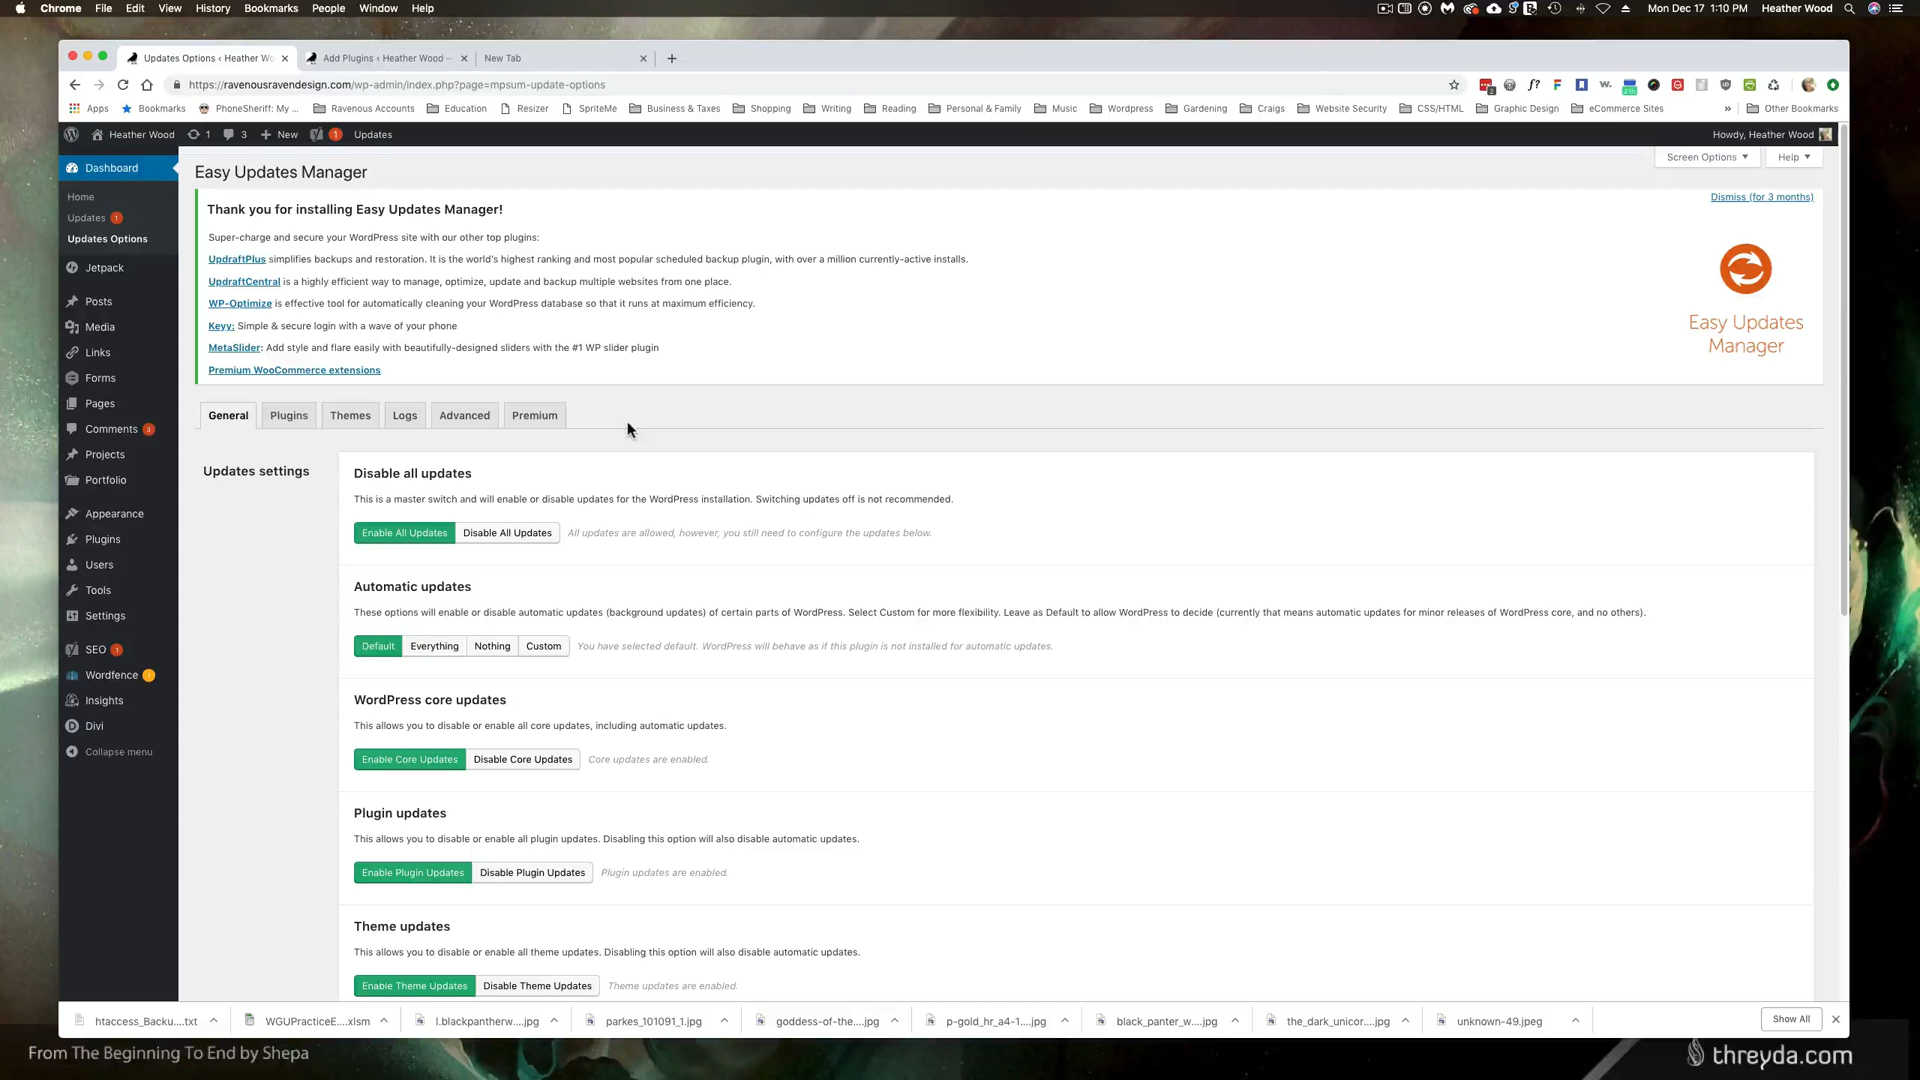 Chrome File Edit View History Bookmarks People Window Help Mon Dec 17 1:10 PM Heather Wood
Updates Options ‹ Heather Wo Add Plugins ‹ Heather Wood — New Tab
https://ravenousravendesign.com/wp-admin/index.php?page=mpsum-update-options
Apps Bookmarks PhoneSheriff: My ... Ravenous Accounts Education Resizer SpriteMe Business & Taxes Shopping Writing Reading Personal & Family Music Wordpress Gardening Craigs Website Security CSS/HTML Graphic Design eCommerce Sites » Other Bookmarks
Heather Wood 1 3 + New 1 Updates Howdy, Heather Wood
Screen Options Help
Dashboard
Home
Updates 1
Updates Options
Jetpack
Posts
Media
Links
Forms
Pages
Comments 3
Projects
Portfolio
Appearance
Plugins
Users
Tools
Settings
SEO 1
Wordfence
Insights
Divi
Collapse menu
Easy Updates Manager
Thank you for installing Easy Updates Manager!
Dismiss (for 3 months)
Super-charge and secure your WordPress site with our other top plugins:
UpdraftPlus simplifies backups and restoration. It is the world's highest ranking and most popular scheduled backup plugin, with over a million currently-active installs.
UpdraftCentral is a highly efficient way to manage, optimize, update and backup multiple websites from one place.
WP-Optimize is effective tool for automatically cleaning your WordPress database so that it runs at maximum efficiency.
Keyy: Simple & secure login with a wave of your phone
MetaSlider: Add style and flare easily with beautifully-designed sliders with the #1 WP slider plugin
Premium WooCommerce extensions
Easy Updates
Manager
General Plugins Themes Logs Advanced Premium
Updates settings
Disable all updates
This is a master switch and will enable or disable updates for the WordPress installation. Switching updates off is not recommended.
Enable All Updates Disable All Updates All updates are allowed, however, you still need to configure the updates below.
Automatic updates
These options will enable or disable automatic updates (background updates) of certain parts of WordPress. Select Custom for more flexibility. Leave as Default to allow WordPress to decide (currently that means automatic updates for minor releases of WordPress core, and no others).
Default Everything Nothing Custom You have selected default. WordPress will behave as if this plugin is not installed for automatic updates.
WordPress core updates
This allows you to disable or enable all core updates, including automatic updates.
Enable Core Updates Disable Core Updates Core updates are enabled.
Plugin updates
This allows you to disable or enable all plugin updates. Disabling this option will also disable automatic updates.
Enable Plugin Updates Disable Plugin Updates Plugin updates are enabled.
Theme updates
This allows you to disable or enable all theme updates. Disabling this option will also disable automatic updates.
Enable Theme Updates Disable Theme Updates Theme updates are enabled.
htaccess_Backu....txt WGUPracticeE....xlsm l.blackpantherw....jpg parkes_101091_1.jpg goddess-of-the....jpg p-gold_hr_a4-1....jpg black_panter_w....jpg the_dark_unicor....jpg unknown-49.jpeg Show All
From The Beginning To End by Shepa
threyda.com